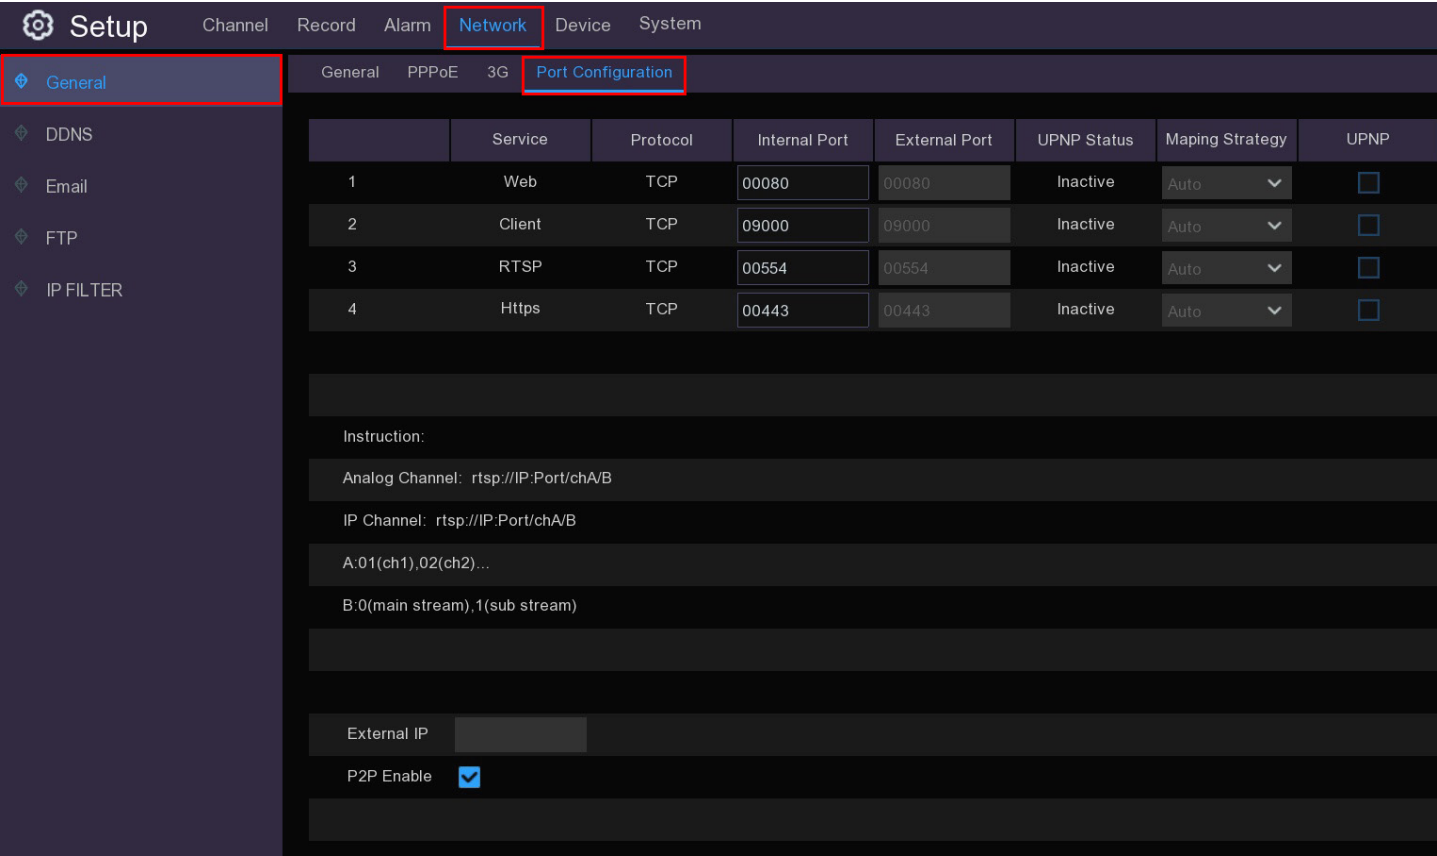 Setup Channel Record Alarm Network Device System
General PPPoE 3G Port Configuration
General
DDNS
Email
FTP
IP FILTER
Service Protocol Internal Port External Port UPNP Status Maping Strategy UPNP
1 Web TCP 00080 00080 Inactive Auto
2 Client TCP 09000 09000 Inactive Auto
3 RTSP TCP 00554 00554 Inactive Auto
4 Https TCP 00443 00443 Inactive Auto
Instruction:
Analog Channel: rtsp://IP:Port/chA/B
IP Channel: rtsp://IP:Port/chA/B
A:01(ch1),02(ch2)...
B:0(main stream),1(sub stream)
External IP
P2P Enable